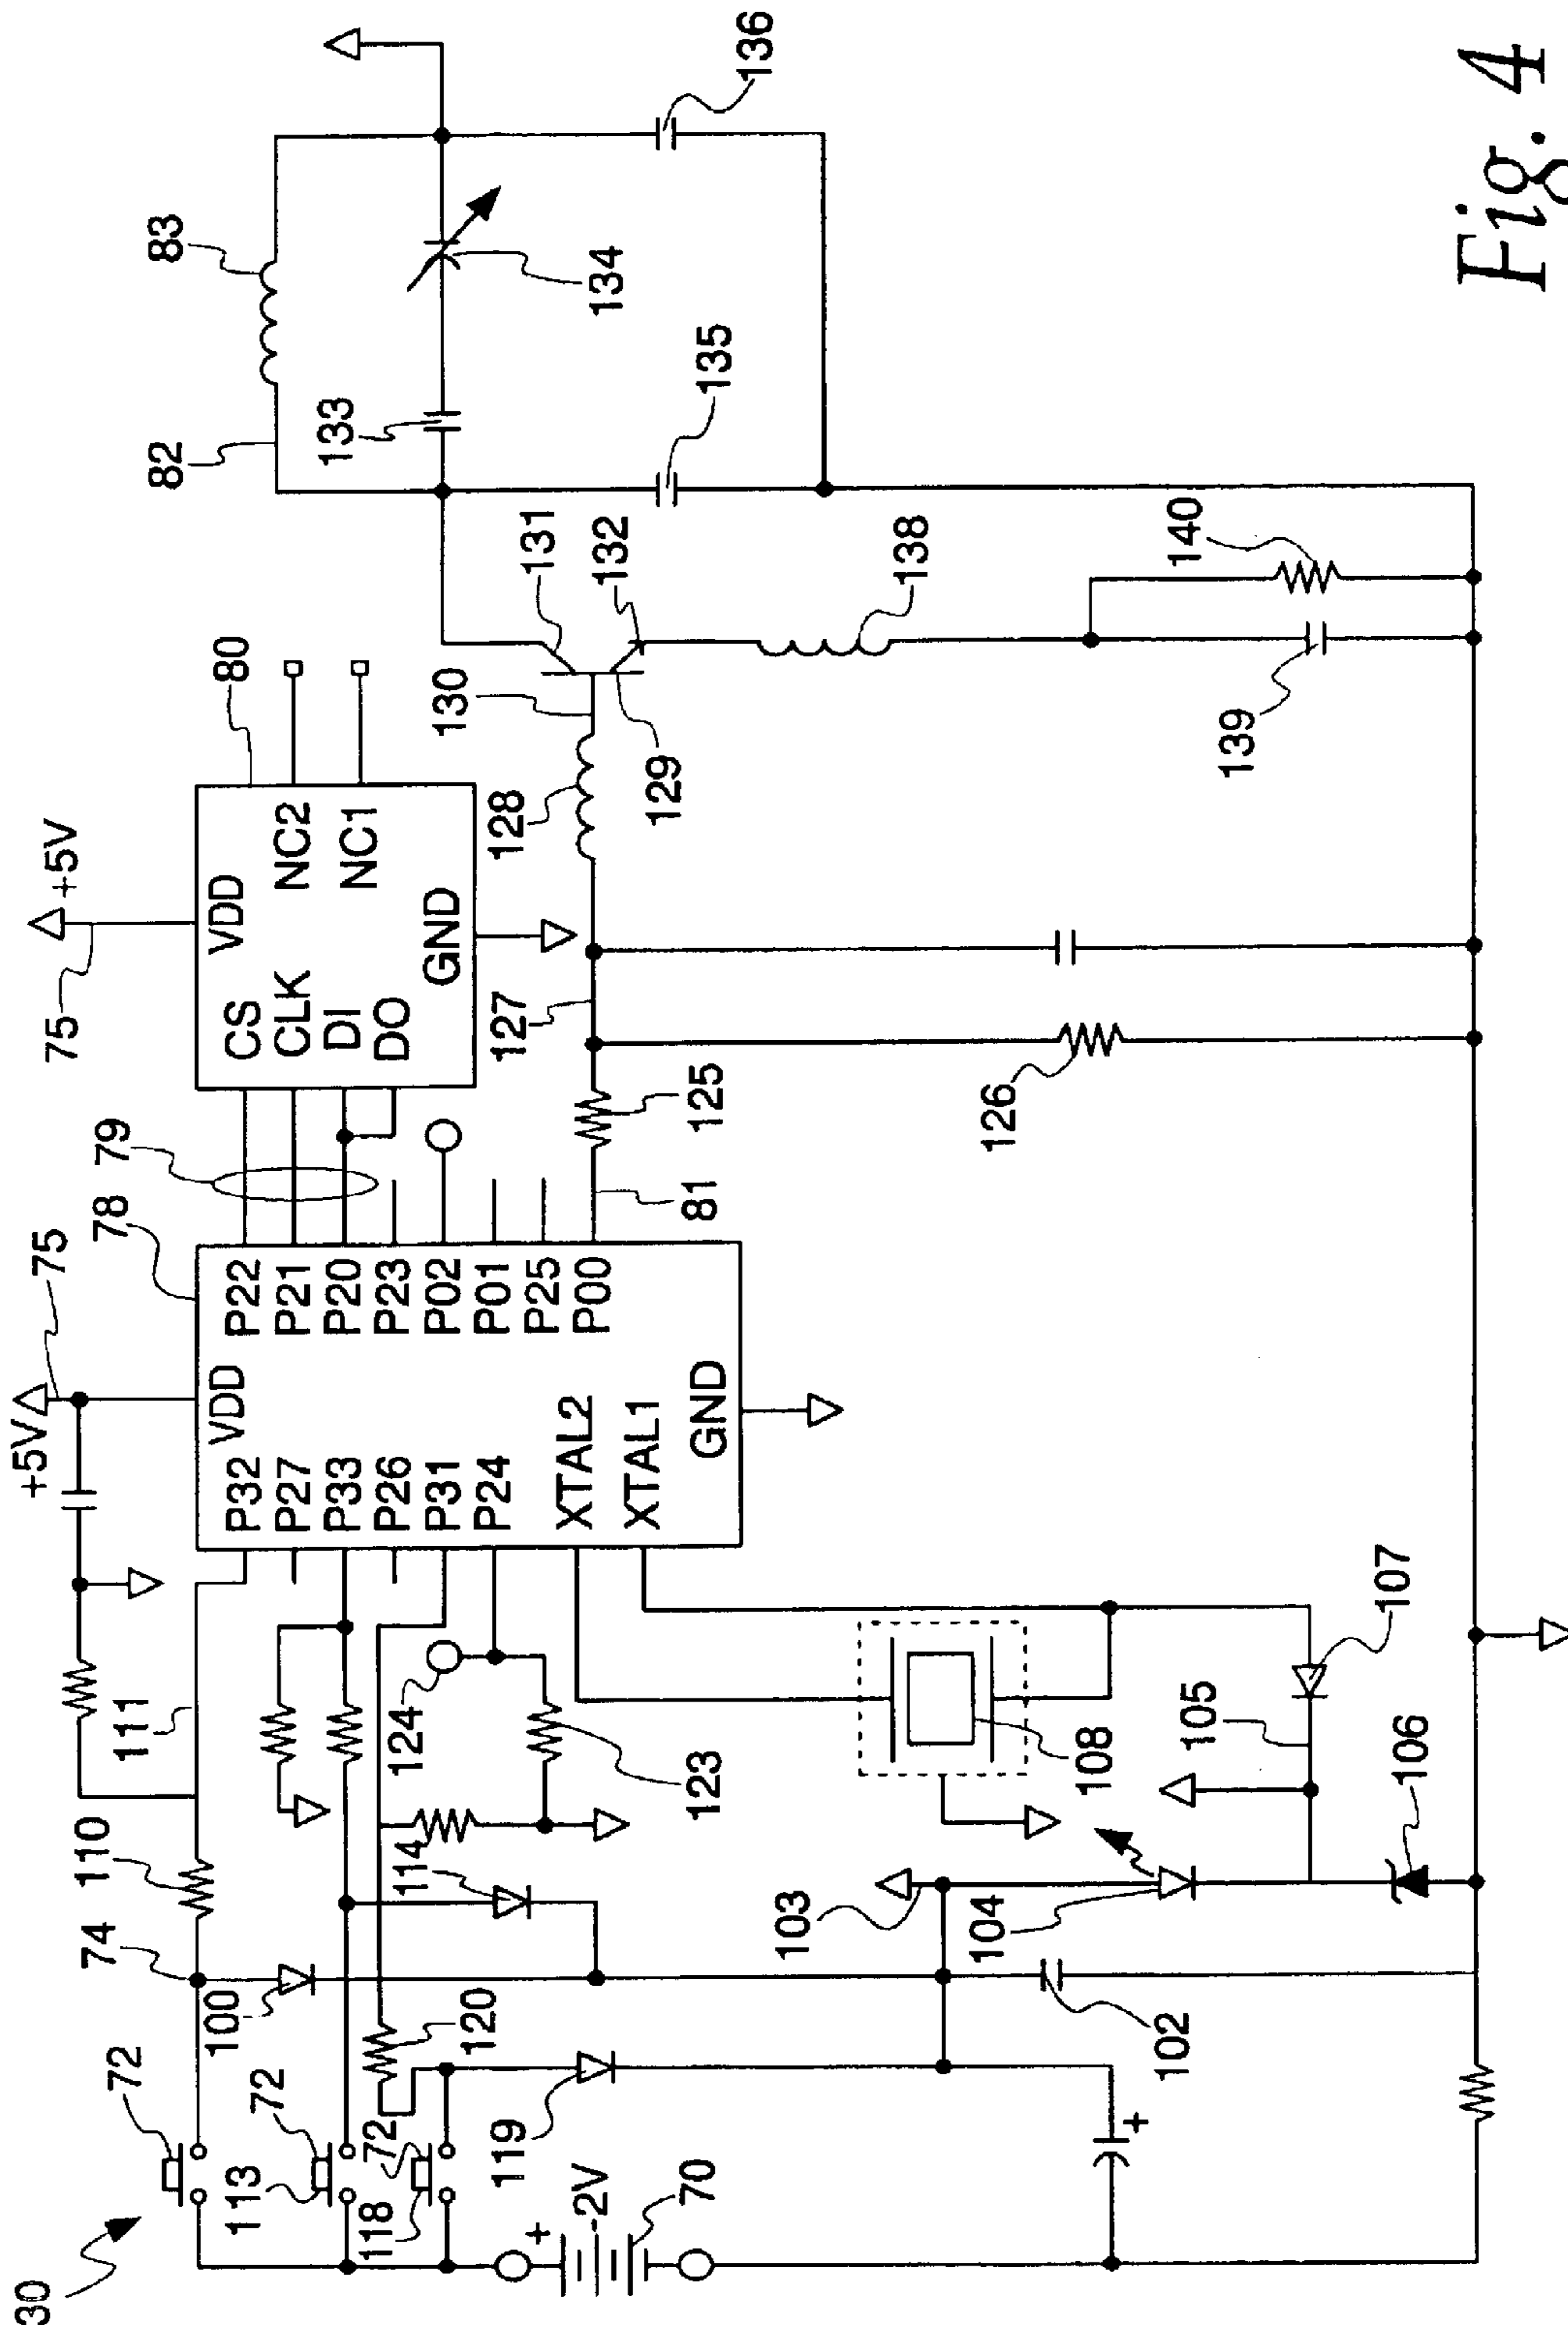 30
72
74
110
111
+5V
75
78
79
75
+5V
80
82
83
100
72
113
72
118
120
114
124
123
P32
P27
P33
P26
P31
P24
XTAL2
XTAL1
VDD
GND
P22
P21
P20
P23
P02
P01
P25
P00
CS
CLK
DI
DO
VDD
GND
NC2
NC1
81
125
127
128
130
129
131
132
133
134
135
136
+
-2V
70
119
+
102
103
104
105
106
107
108
126
138
139
140
Fig. 4